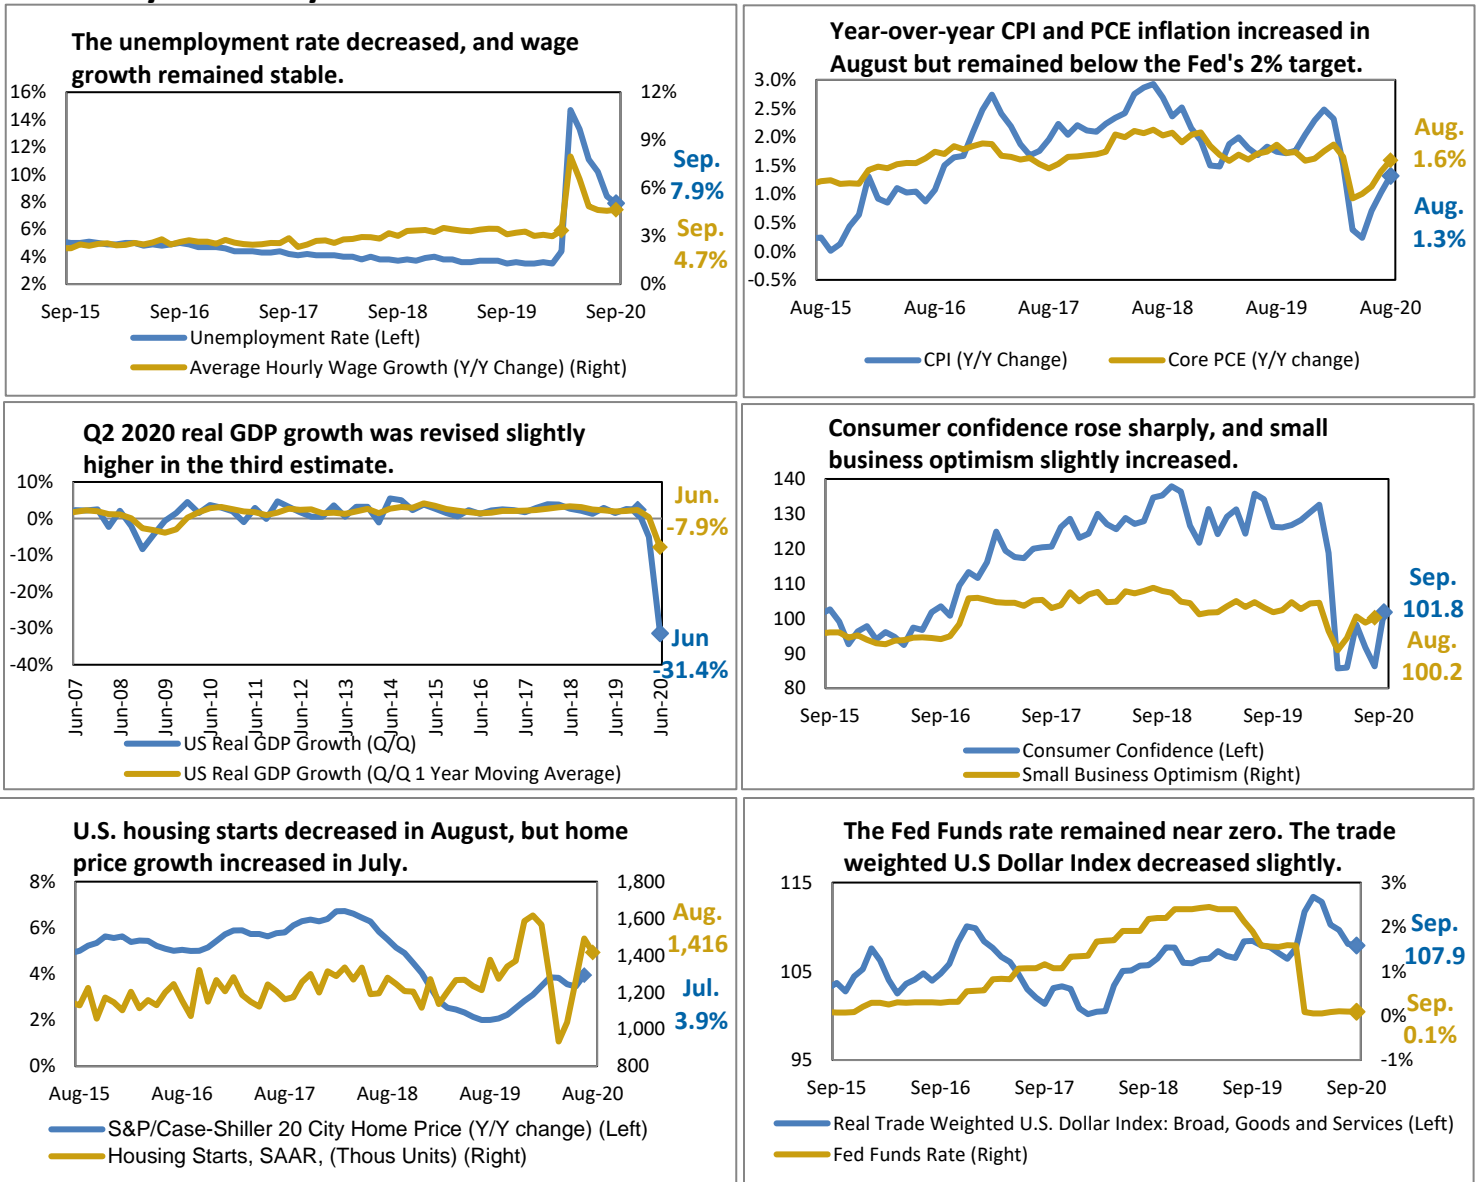 The unemployment rate decreased, and wage
growth remained stable.
16%
14%
12%
10%
8%
6%
4%
2%
12%
9%
6%
3%
0%
Sep.
7.9%
Sep.
4.7%
Sep-15
Sep-16
Sep-17
Sep-18
Sep-19
Sep-20
Unemployment Rate (Left)
Average Hourly Wage Growth (Y/Y Change) (Right)
Year-over-year CPI and PCE inflation increased in
August but remained below the Fed's 2% target.
3.0%
2.5%
2.0%
1.5%
1.0%
0.5%
0.0%
-0.5%
Aug.
1.6%
Aug.
1.3%
Aug-15
Aug-16
Aug-17
Aug-18
Aug-19
Aug-20
CPI (Y/Y Change)
Core PCE (Y/Y change)
Q2 2020 real GDP growth was revised slightly
higher in the third estimate.
10%
0%
-10%
-20%
-30%
-40%
Jun.
-7.9%
Jun
-31.4%
Jun-07
Jun-08
Jun-09
Jun-10
Jun-11
Jun-12
Jun-13
Jun-14
Jun-15
Jun-16
Jun-17
Jun-18
Jun-19
Jun-20
US Real GDP Growth (Q/Q)
US Real GDP Growth (Q/Q 1 Year Moving Average)
Consumer confidence rose sharply, and small
business optimism slightly increased.
140
130
120
110
100
90
80
Sep.
101.8
Aug.
100.2
Sep-15
Sep-16
Sep-17
Sep-18
Sep-19
Sep-20
Consumer Confidence (Left)
Small Business Optimism (Right)
U.S. housing starts decreased in August, but home
price growth increased in July.
8%
6%
4%
2%
0%
1,800
1,600
1,400
1,200
1,000
800
Aug.
1,416
Jul.
3.9%
Aug-15
Aug-16
Aug-17
Aug-18
Aug-19
Aug-20
S&P/Case-Shiller 20 City Home Price (Y/Y change) (Left)
Housing Starts, SAAR, (Thous Units) (Right)
The Fed Funds rate remained near zero. The trade
weighted U.S Dollar Index decreased slightly.
115
105
95
3%
2%
1%
0%
-1%
Sep.
107.9
Sep.
0.1%
Sep-15
Sep-16
Sep-17
Sep-18
Sep-19
Sep-20
Real Trade Weighted U.S. Dollar Index: Broad, Goods and Services (Left)
Fed Funds Rate (Right)